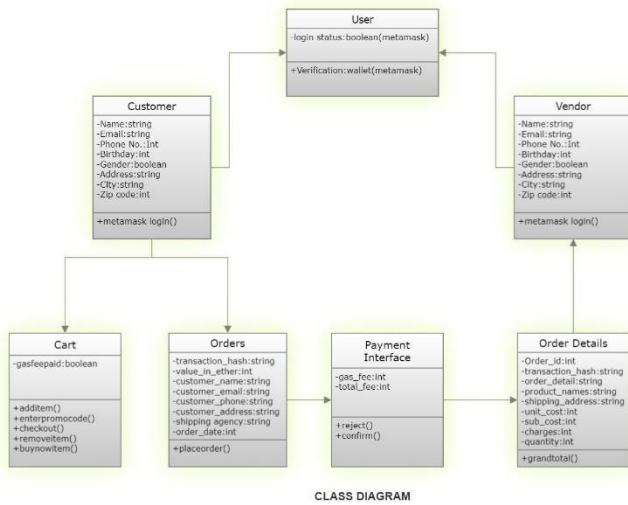 User
-login status:boolean(metamask)
+Verification:wallet(metamask)
Customer
-Name:string
-Email:string
-Phone No.:Int
-Birthday:int
-Gender:boolean
-Address:string
-City:string
-Zip code:int
+metamask login()
Vendor
-Name:string
-Email:string
-Phone No.:Int
-Birthday:int
-Gender:boolean
-Address:string
-City:string
-Zip code:int
+metamask login()
Cart
-gasfeepaid:boolean
+additem()
+enterpromocode()
+checkout()
+removeitem()
+buynowitem()
Orders
-transaction_hash:string
-value_in_ether:int
-customer_name:string
-customer_email:string
-customer_phone:string
-customer_address:string
-shipping agency:string
-order_date:int
+placeorder()
Payment
Interface
-gas_fee:int
-total_fee:int
+reject()
+confirm()
Order Details
-Order_id:int
-transaction_hash:string
-order_detail:string
-product_names:string
-shipping_address:string
-unit_cost:int
-sub_cost:int
-charges:int
-quantity:int
+grandtotal()
CLASS DIAGRAM